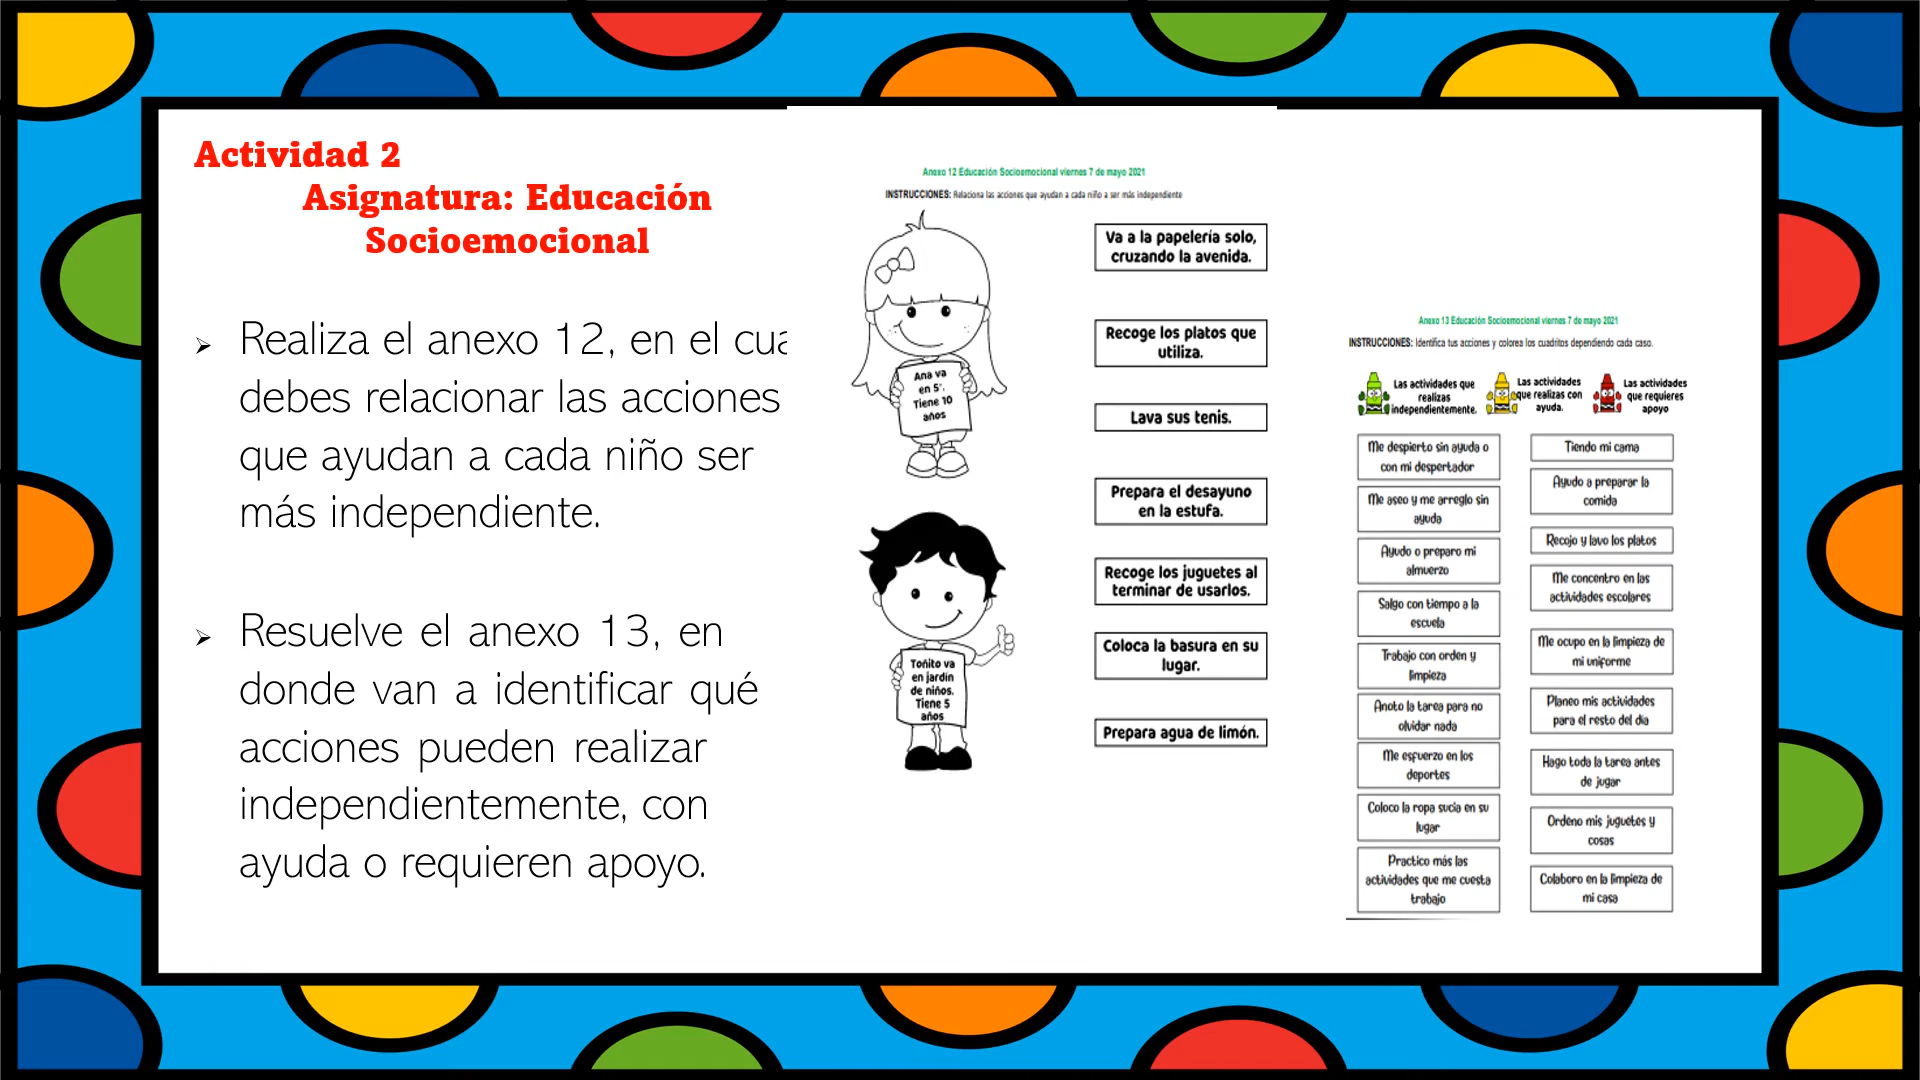 Actividad 2
Asignatura: Educación
Socioemocional
Realiza el anexo 12, en el cua
debes relacionar las acciones
que ayudan a cada niño ser
más independiente.
Resuelve el anexo 13, en
donde van a identificar qué
acciones pueden realizar
independientemente, con
ayuda o requieren apoyo.
Anexo 12 Educación Socioemocional viernes 7 de mayo 2021
INSTRUCCIONES: Relaciona las acciones que ayudan a cada niño a ser más independiente
Ana va
en 5°.
Tiene 10
años
Toñito va
en jardín
de niños.
Tiene 5
años
Va a la papelería solo,
cruzando la avenida.
Recoge los platos que
utiliza.
Lava sus tenis.
Prepara el desayuno
en la estufa.
Recoge los juguetes al
terminar de usarlos.
Coloca la basura en su
lugar.
Prepara agua de limón.
Anexo 13 Educación Socioemocional viernes 7 de mayo 2021
INSTRUCCIONES: Identifica tus acciones y colorea los cuadritos dependiendo cada caso.
Las actividades que
realizas
independientemente.
Las actividades
que realizas con
ayuda.
Las actividades
que requieres
apoyo
Me despierto sin ayuda o
con mi despertador
Me aseo y me arreglo sin
ayuda
Ayudo o preparo mi
almuerzo
Salgo con tiempo a la
escuela
Trabajo con orden y
limpieza
Anoto la tarea para no
olvidar nada
Me esfuerzo en los
deportes
Coloco la ropa sucia en su
lugar
Practico más las
actividades que me cuesta
trabajo
Tiendo mi cama
Ayudo a preparar la
comida
Recojo y lavo los platos
Me concentro en las
actividades escolares
Me ocupo en la limpieza de
mi uniforme
Planeo mis actividades
para el resto del dia
Hago toda la tarea antes
de jugar
Ordeno mis juguetes y
cosas
Colaboro en la limpieza de
mi casa